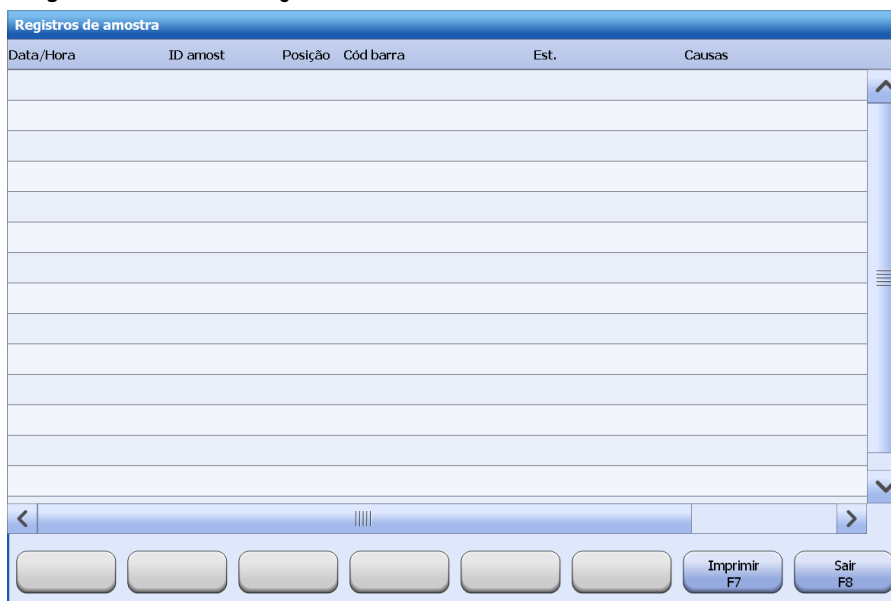 Registros de amostra
Data/Hora ID amost Posição Cód barra Est. Causas
Imprimir
F7
Sair
F8